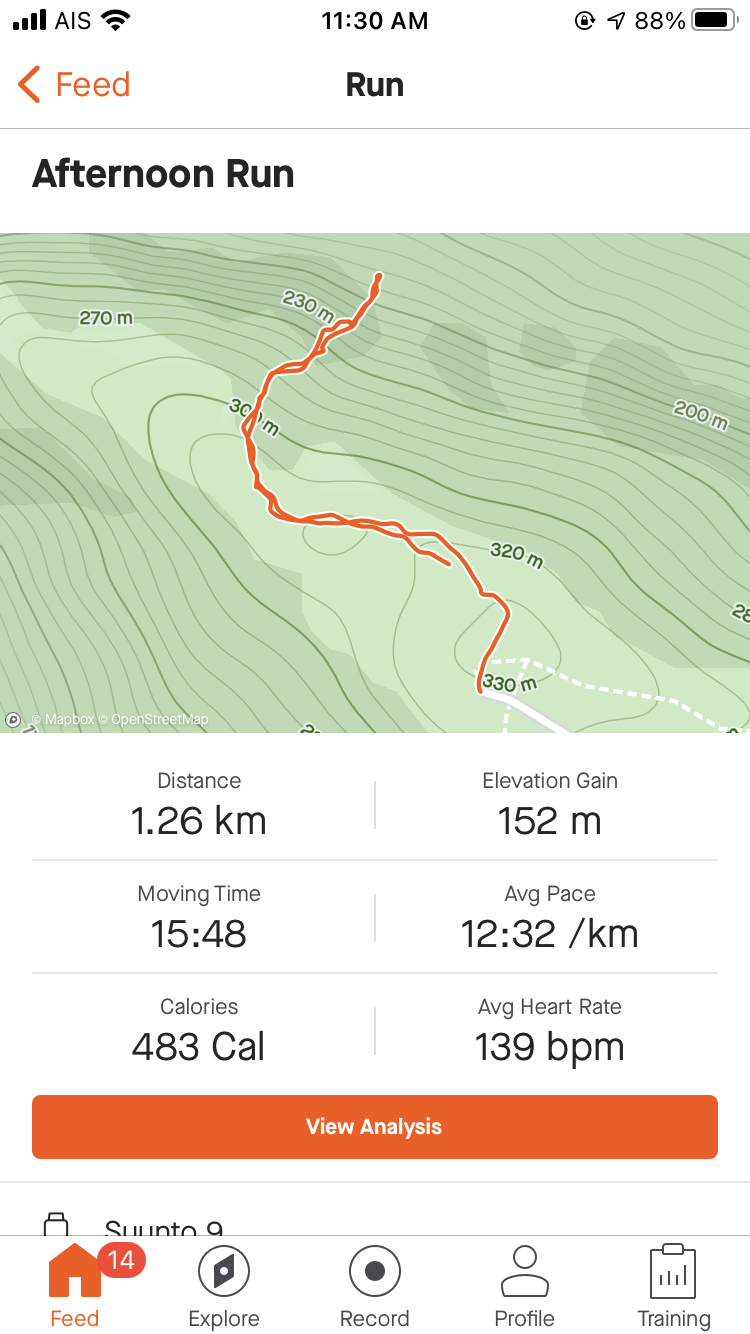 AIS 11:30 AM 88%
Feed Run
Afternoon Run
230 m
270 m
300 m
200 m
320 m
330 m
© Mapbox © OpenStreetMap
Distance Elevation Gain
1.26 km 152 m
Moving Time Avg Pace
15:48 12:32 /km
Calories Avg Heart Rate
483 Cal 139 bpm
View Analysis
Suunto 9
14
Feed Explore Record Profile Training